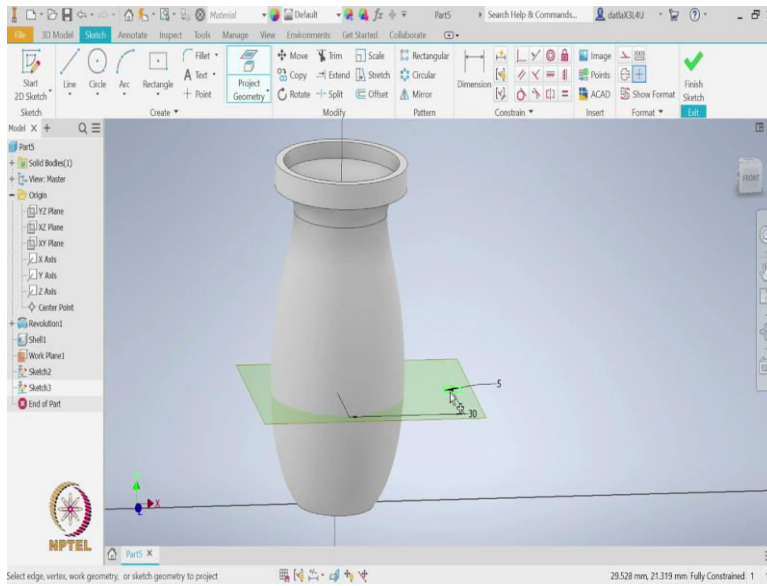 Material Default fx Part5 Search Help & Commands... datlaX3L4U
File 3D Model Sketch Annotate Inspect Tools Manage View Environments Get Started Collaborate
Start 2D Sketch
Line Circle Arc Rectangle
Fillet
Text
Point
Project Geometry
Move Trim Scale
Copy Extend Stretch
Rotate Split Offset
Rectangular
Circular
Mirror
Dimension
Image
Points
ACAD
Show Format
Finish Sketch
Sketch Create Modify Pattern Constrain Insert Format Exit
Model X +
Part5
Solid Bodies(1)
View: Master
Origin
YZ Plane
XZ Plane
XY Plane
X Axis
Y Axis
Z Axis
Center Point
Revolution1
Shell1
Work Plane1
Sketch2
Sketch3
End of Part
FRONT
5
30
X
NPTEL
Part5 X
Select edge, vertex, work geometry, or sketch geometry to project
29.528 mm, 21.319 mm Fully Constrained 1